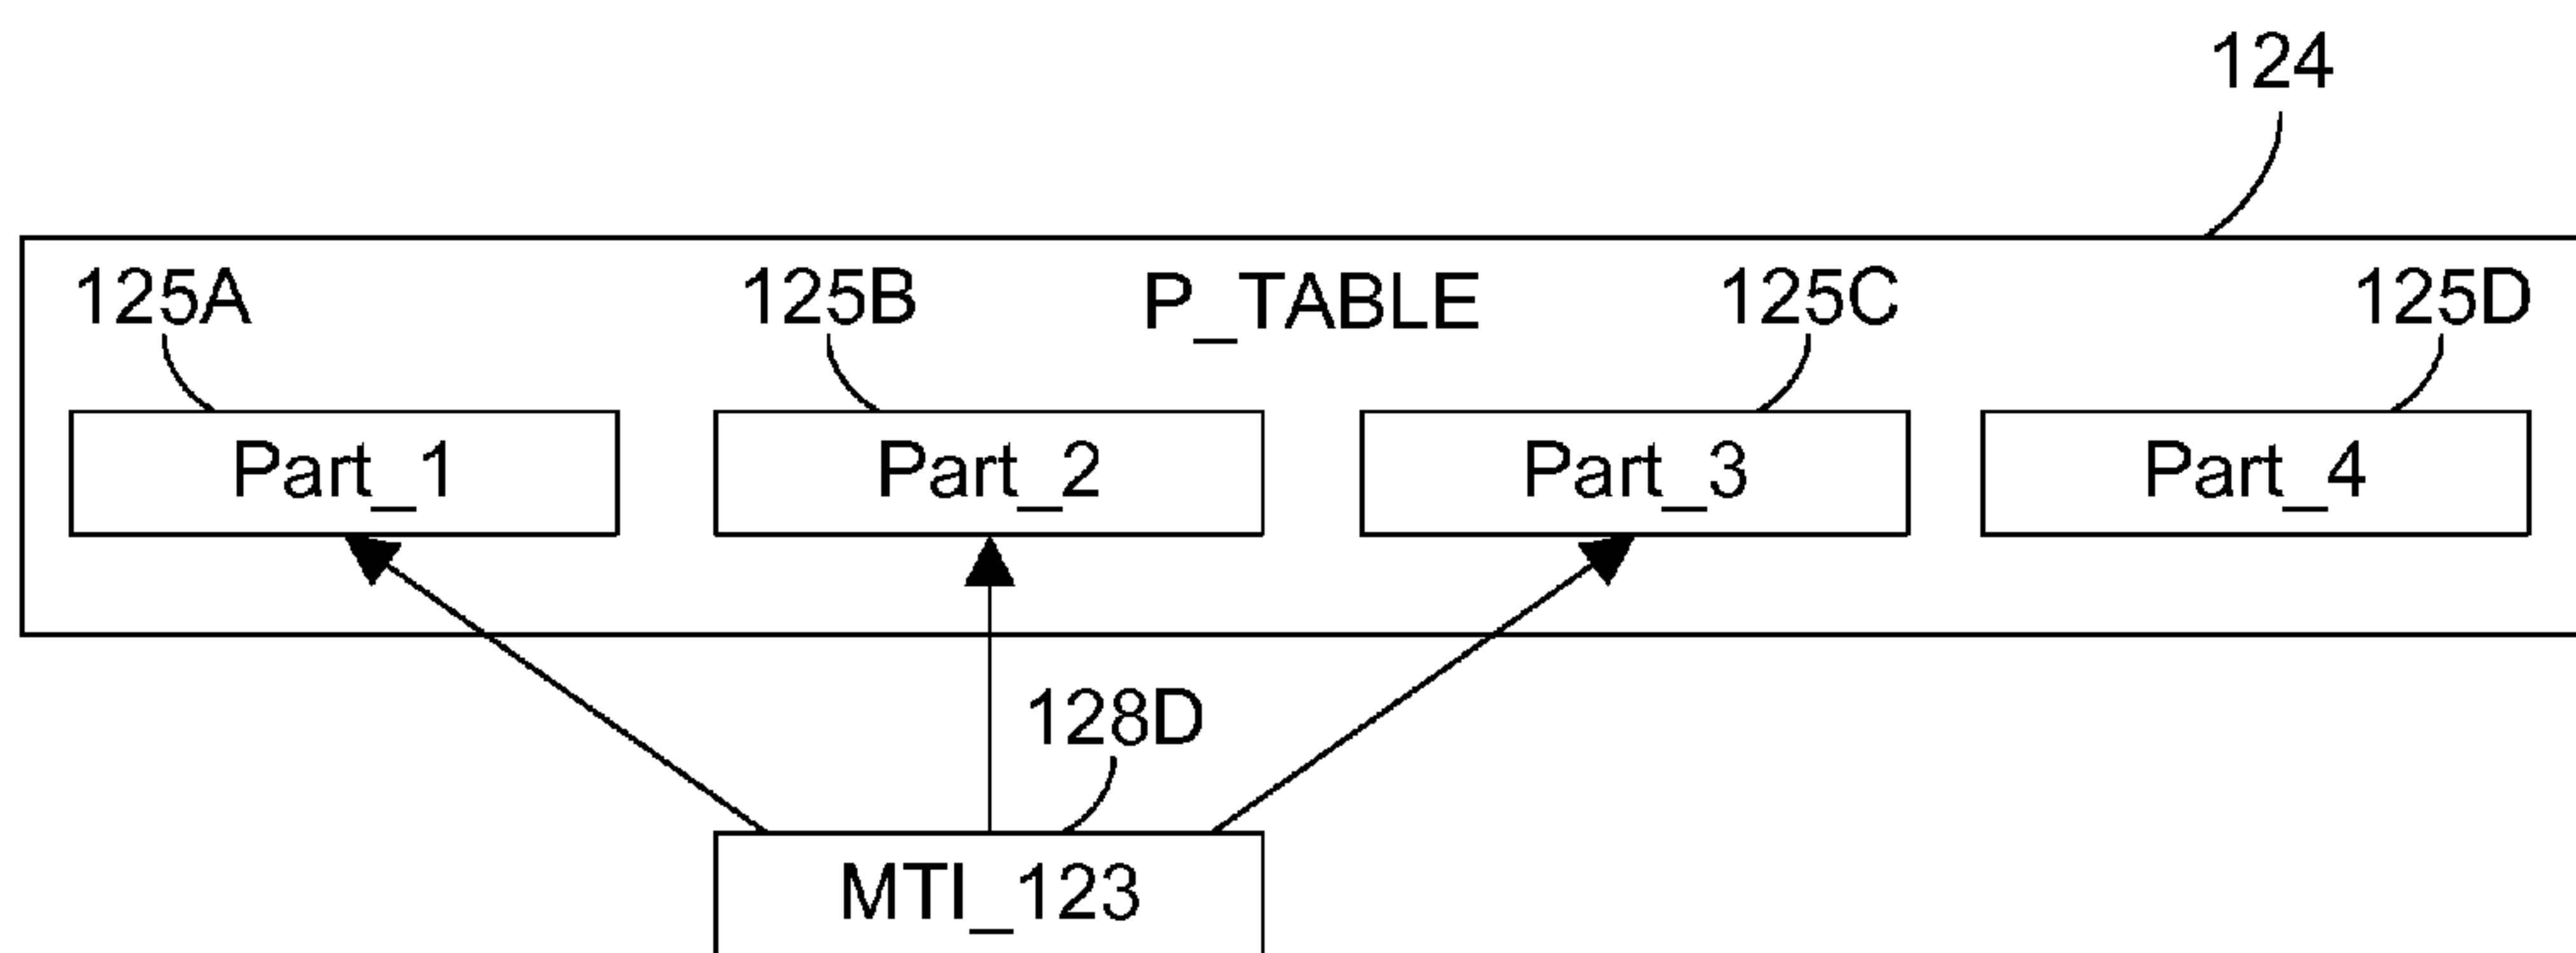 124
125A 125B P_TABLE 125C 125D
Part_1 Part_2 Part_3 Part_4
128D
MTI_123